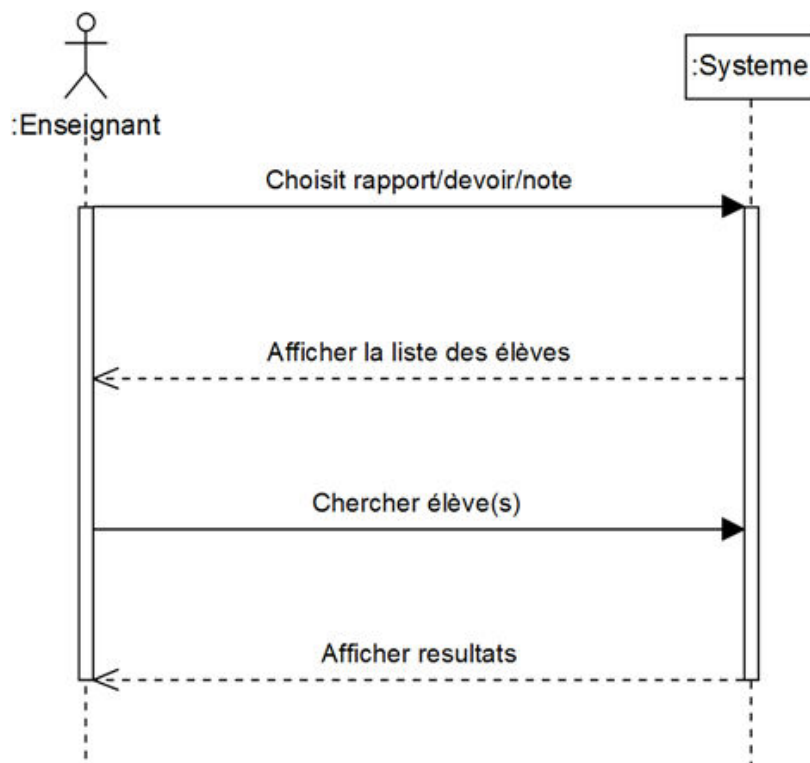 :Systeme
:Enseignant
Choisit rapport/devoir/note
Afficher la liste des élèves
Chercher élève(s)
Afficher resultats